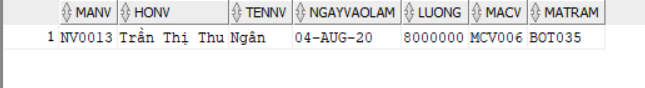 MANV HONV TENNV NGAYVAOLAM LUONG MACV MATRAM
1 NV0013 Trần Thị Thu Ngân 04-AUG-20 8000000 MCV006 BOT035